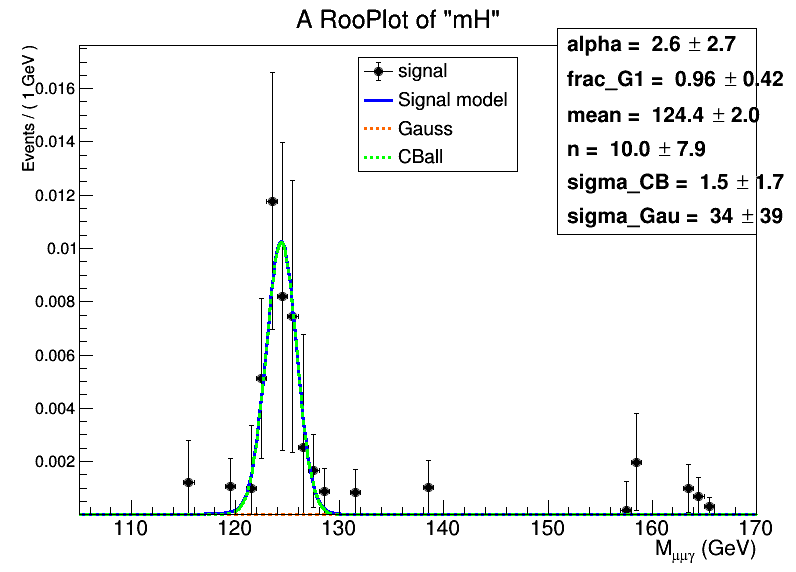 A RooPlot of "mH"
Events / ( 1 GeV )
0.016
0.014
0.012
0.01
0.008
0.006
0.004
0.002
signal
Signal model
Gauss
CBall
alpha = 2.6 ± 2.7
frac_G1 = 0.96 ± 0.42
mean = 124.4 ± 2.0
n = 10.0 ± 7.9
sigma_CB = 1.5 ± 1.7
sigma_Gau = 34 ± 39
110 120 130 140 150 160 170
Mμμγ (GeV)